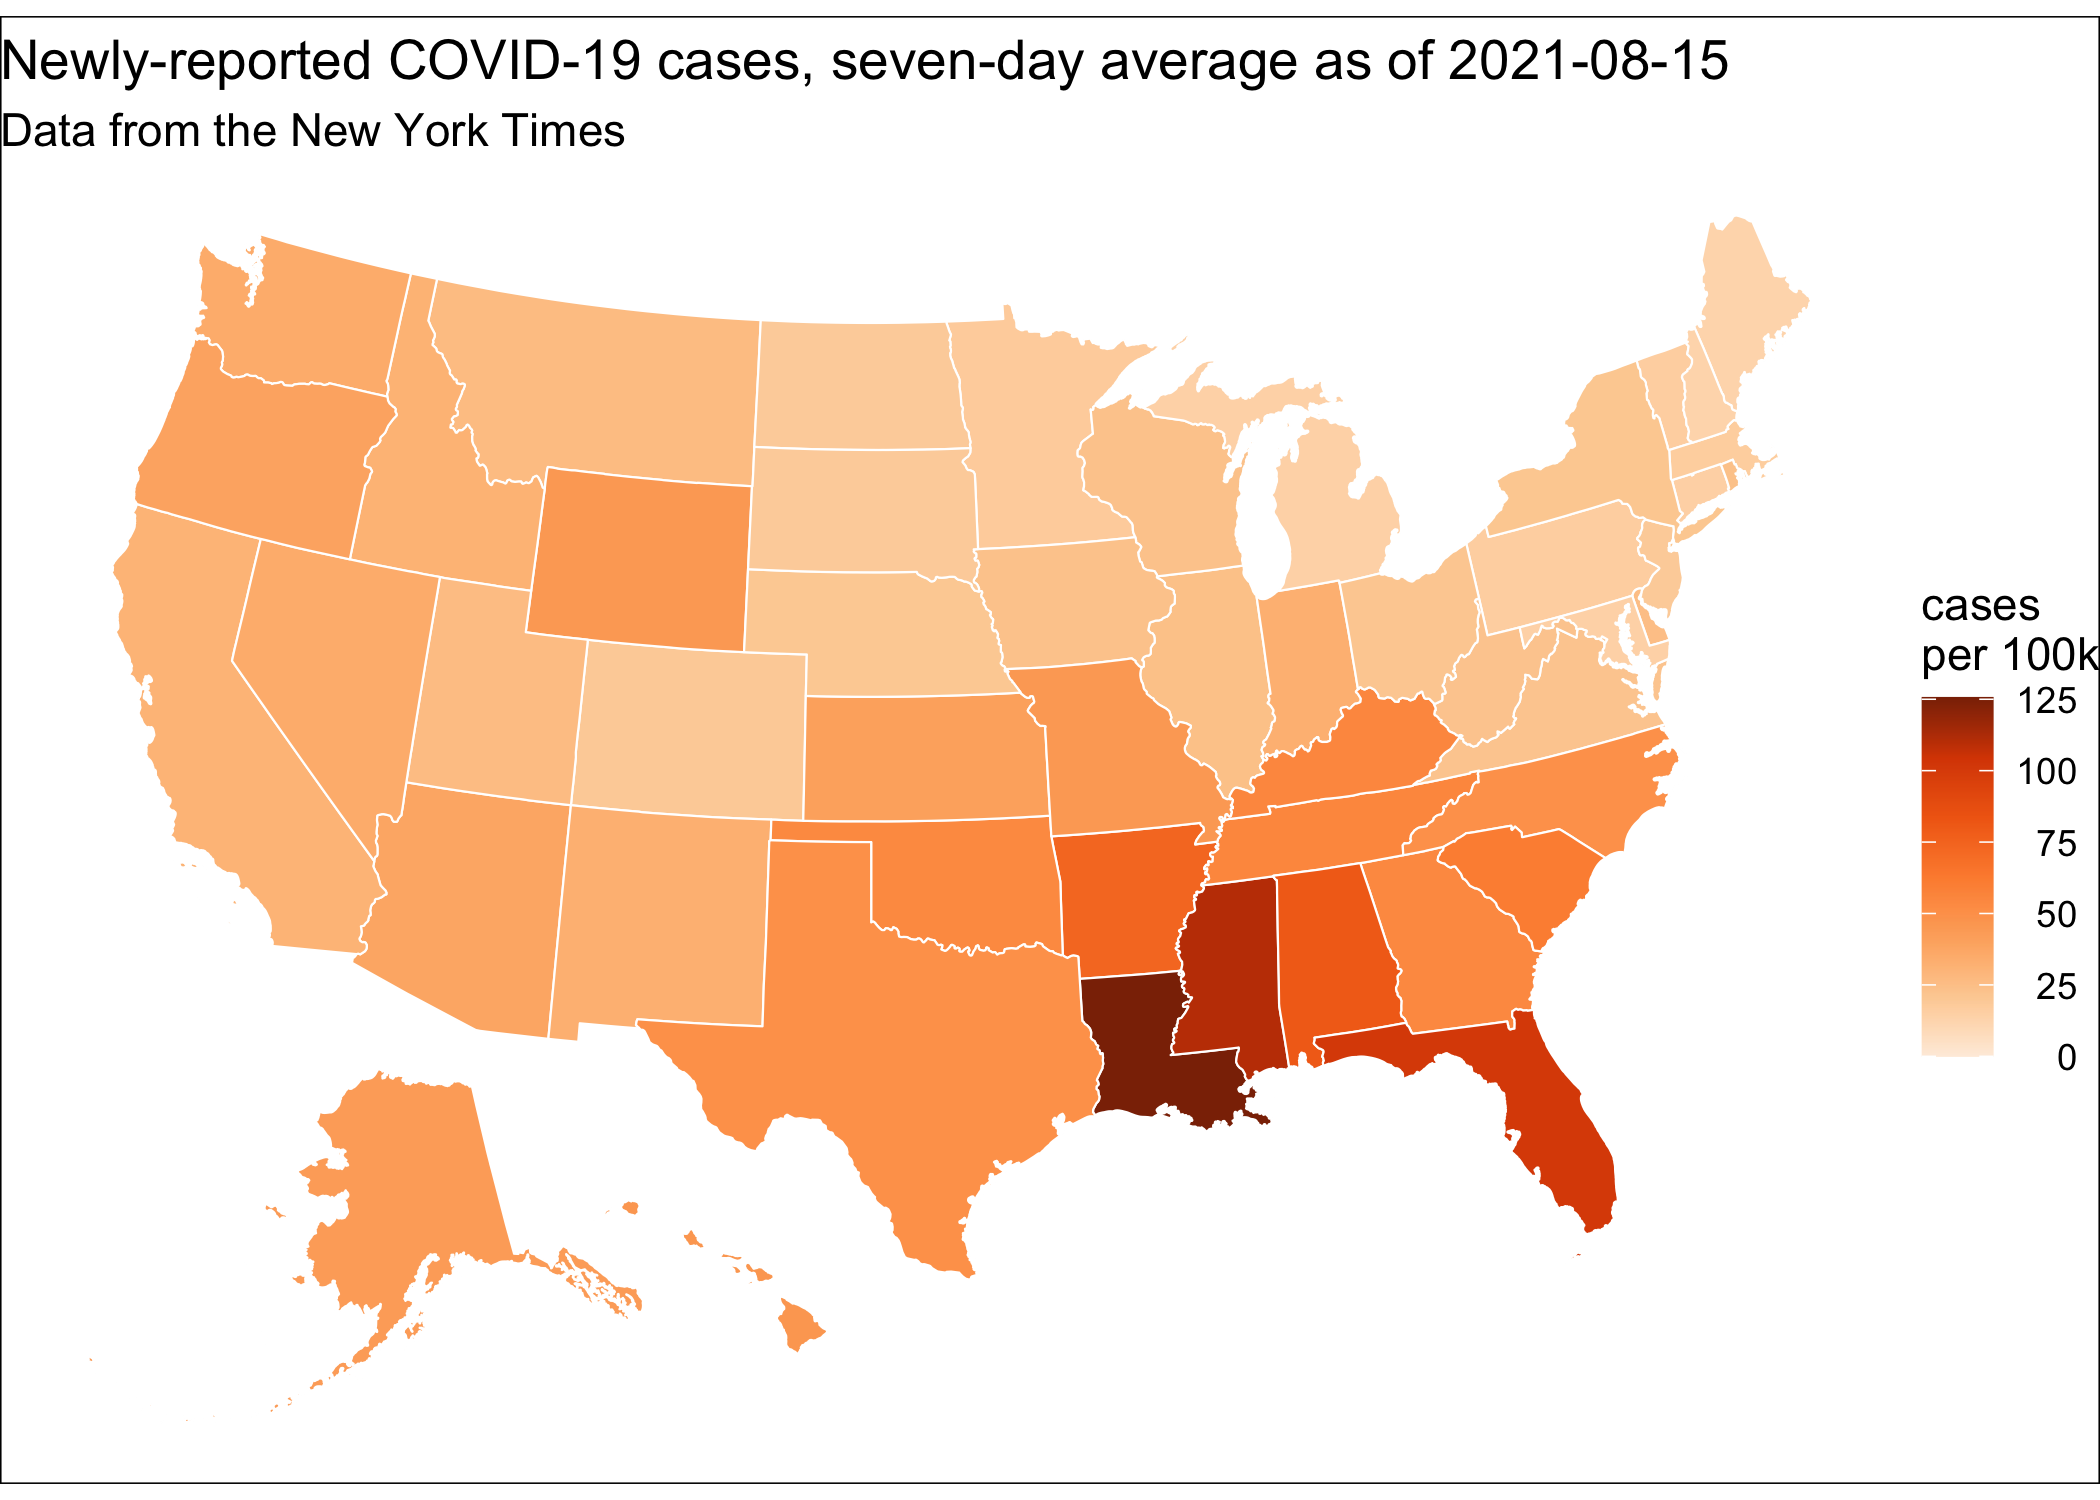 Newly-reported COVID-19 cases, seven-day average as of 2021-08-15
Data from the New York Times
cases
per 100k
125
100
75
50
25
0